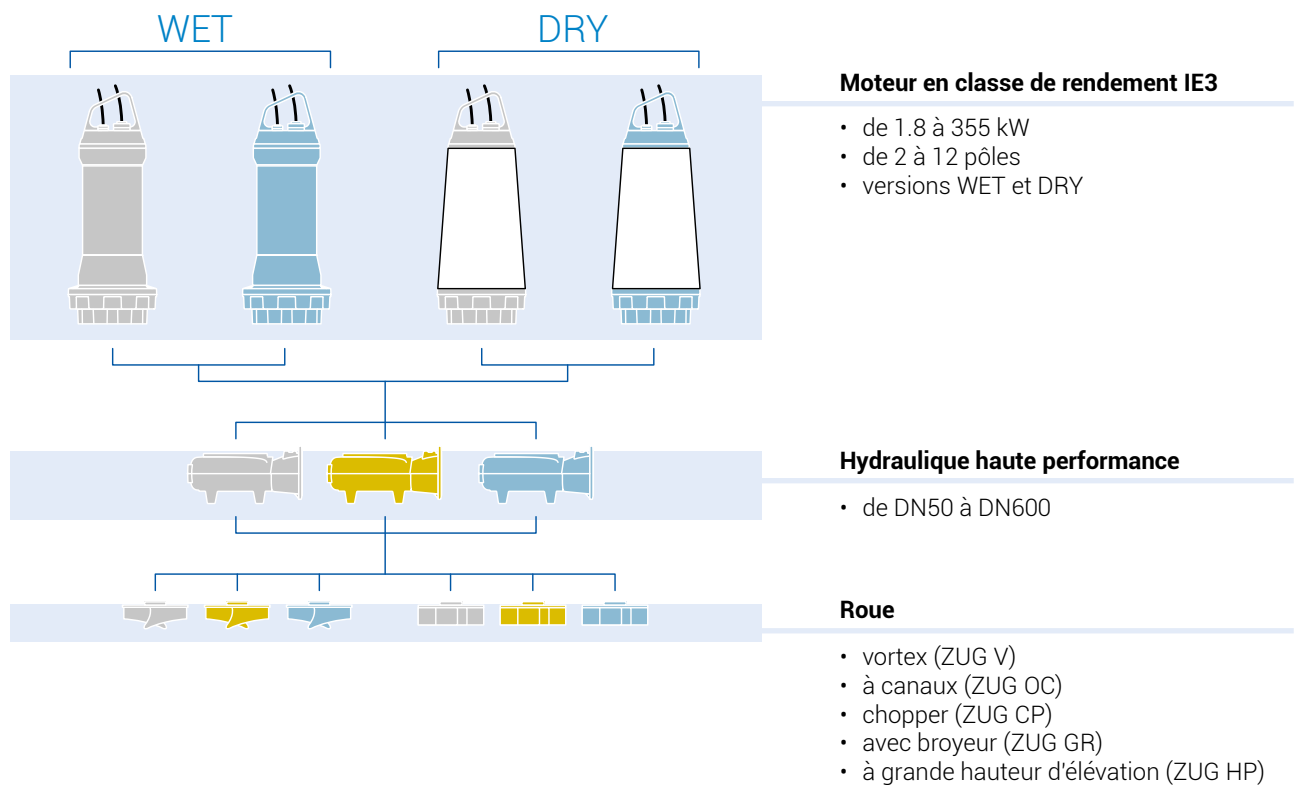 WET
DRY
Moteur en classe de rendement IE3
• de 1.8 à 355 kW
• de 2 à 12 pôles
• versions WET et DRY
Hydraulique haute performance
• de DN50 à DN600
Roue
• vortex (ZUG V)
• à canaux (ZUG OC)
• chopper (ZUG CP)
• avec broyeur (ZUG GR)
• à grande hauteur d'élévation (ZUG HP)